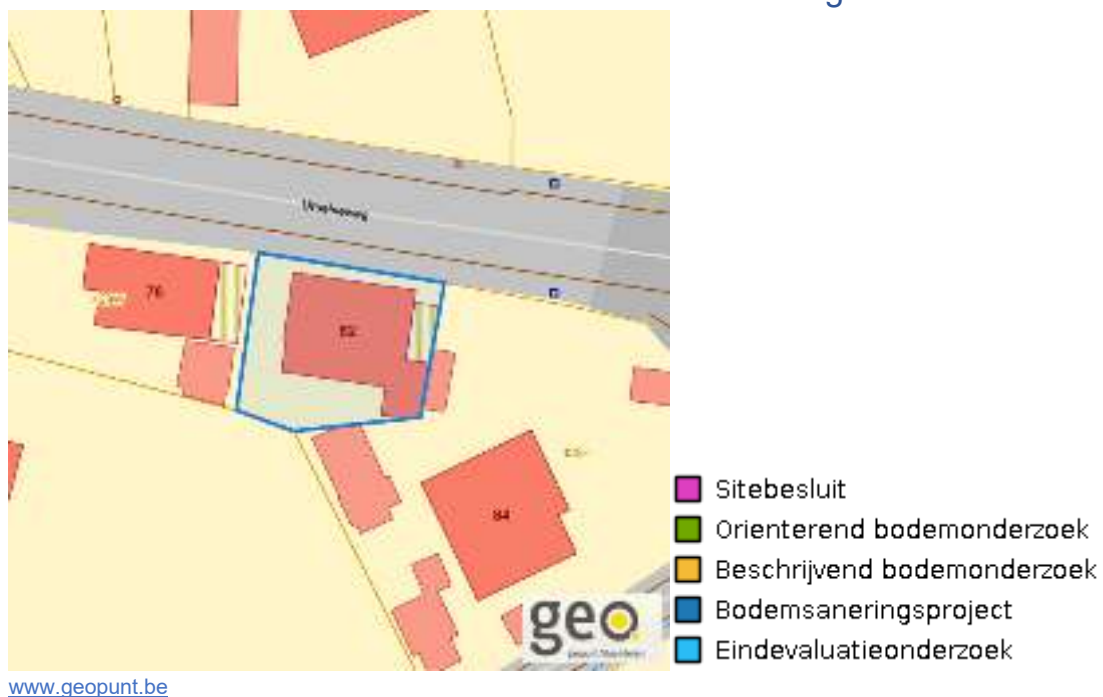 76
84
geo
Sitebesluit
Orienterend bodemonderzoek
Beschrijvend bodemonderzoek
Bodemsaneringsproject
Eindevaluatieonderzoek
www.geopunt.be